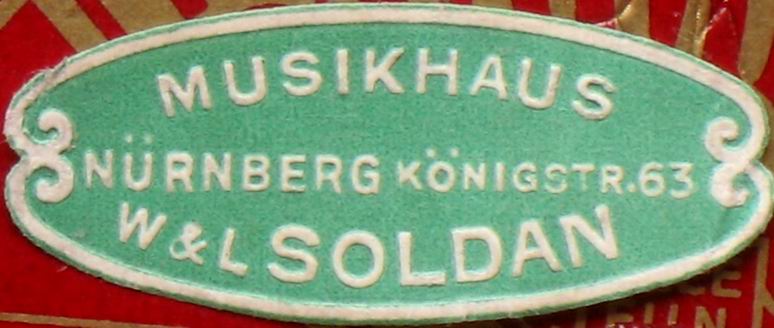 MUSIKHAUS
NÜRNBERG KÖNIGSTR.63
W & L SOLDAN